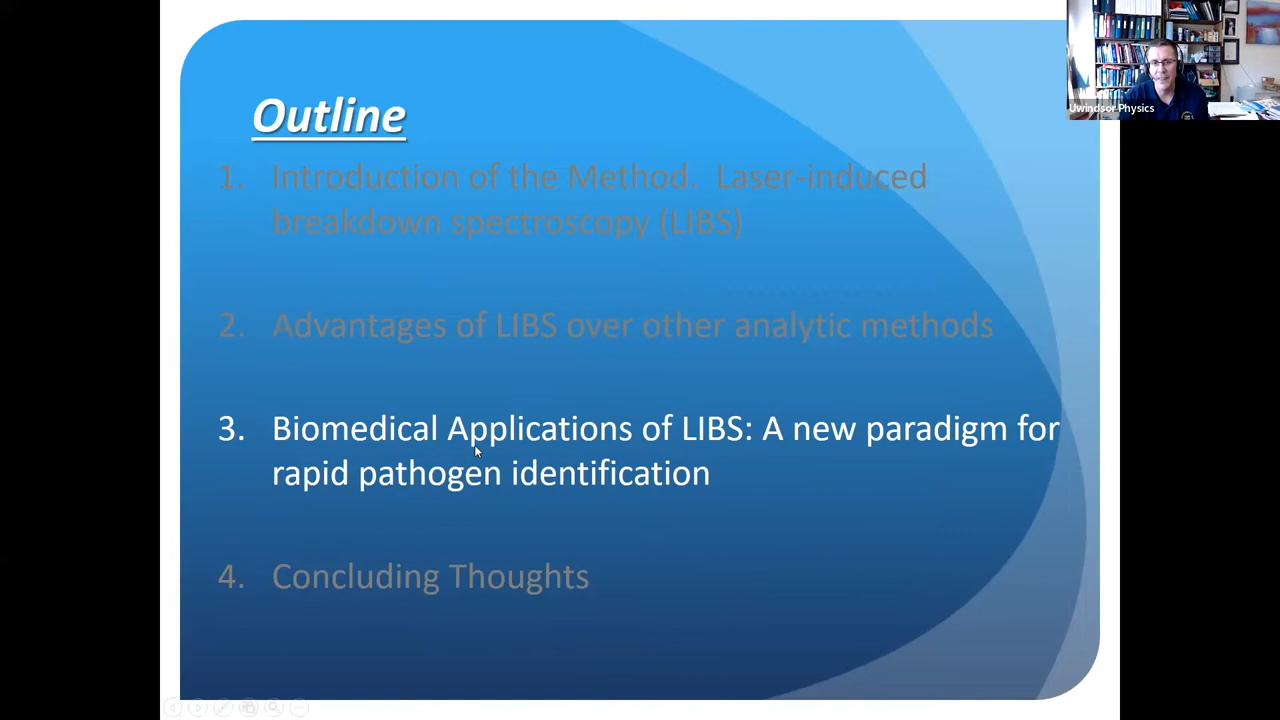 Outline
1. Introduction of the Method. Laser-induced
breakdown spectroscopy (LIBS)
2. Advantages of LIBS over other analytic methods
3. Biomedical Applications of LIBS: A new paradigm for
rapid pathogen identification
4. Concluding Thoughts
Uwindsor Physics